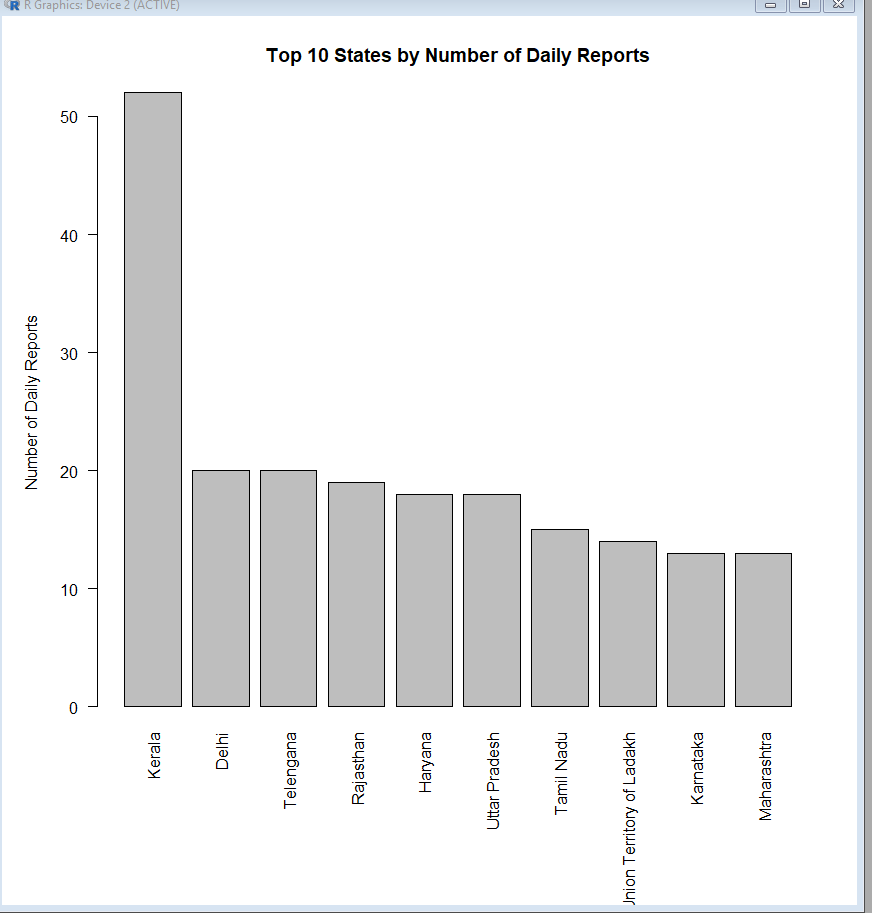 R Graphics: Device 2 (ACTIVE)
Top 10 States by Number of Daily Reports
Number of Daily Reports
50
40
30
20
10
0
Kerala
Delhi
Telengana
Rajasthan
Haryana
Uttar Pradesh
Tamil Nadu
Union Territory of Ladakh
Karnataka
Maharashtra